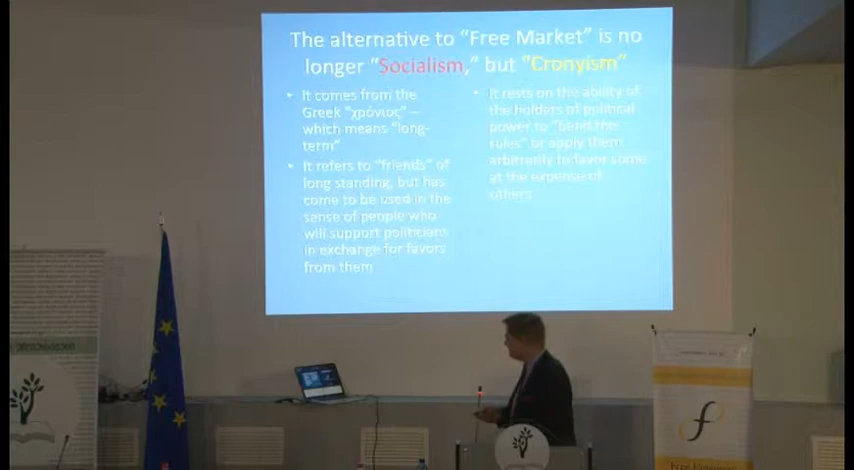 The alternative to “Free Market” is no
longer “Socialism,” but “Cronyism”
• It comes from the
Greek “χρόνιος” –
which means “long-
term”
• It refers to “friends” of
long standing, but has
come to be used in the
sense of people who
will support politicians
in exchange for favors
from them
• It rests on the ability of
the holders of political
power to “bend the
rules” or apply them
arbitrarily to favor some
at the expense of
others